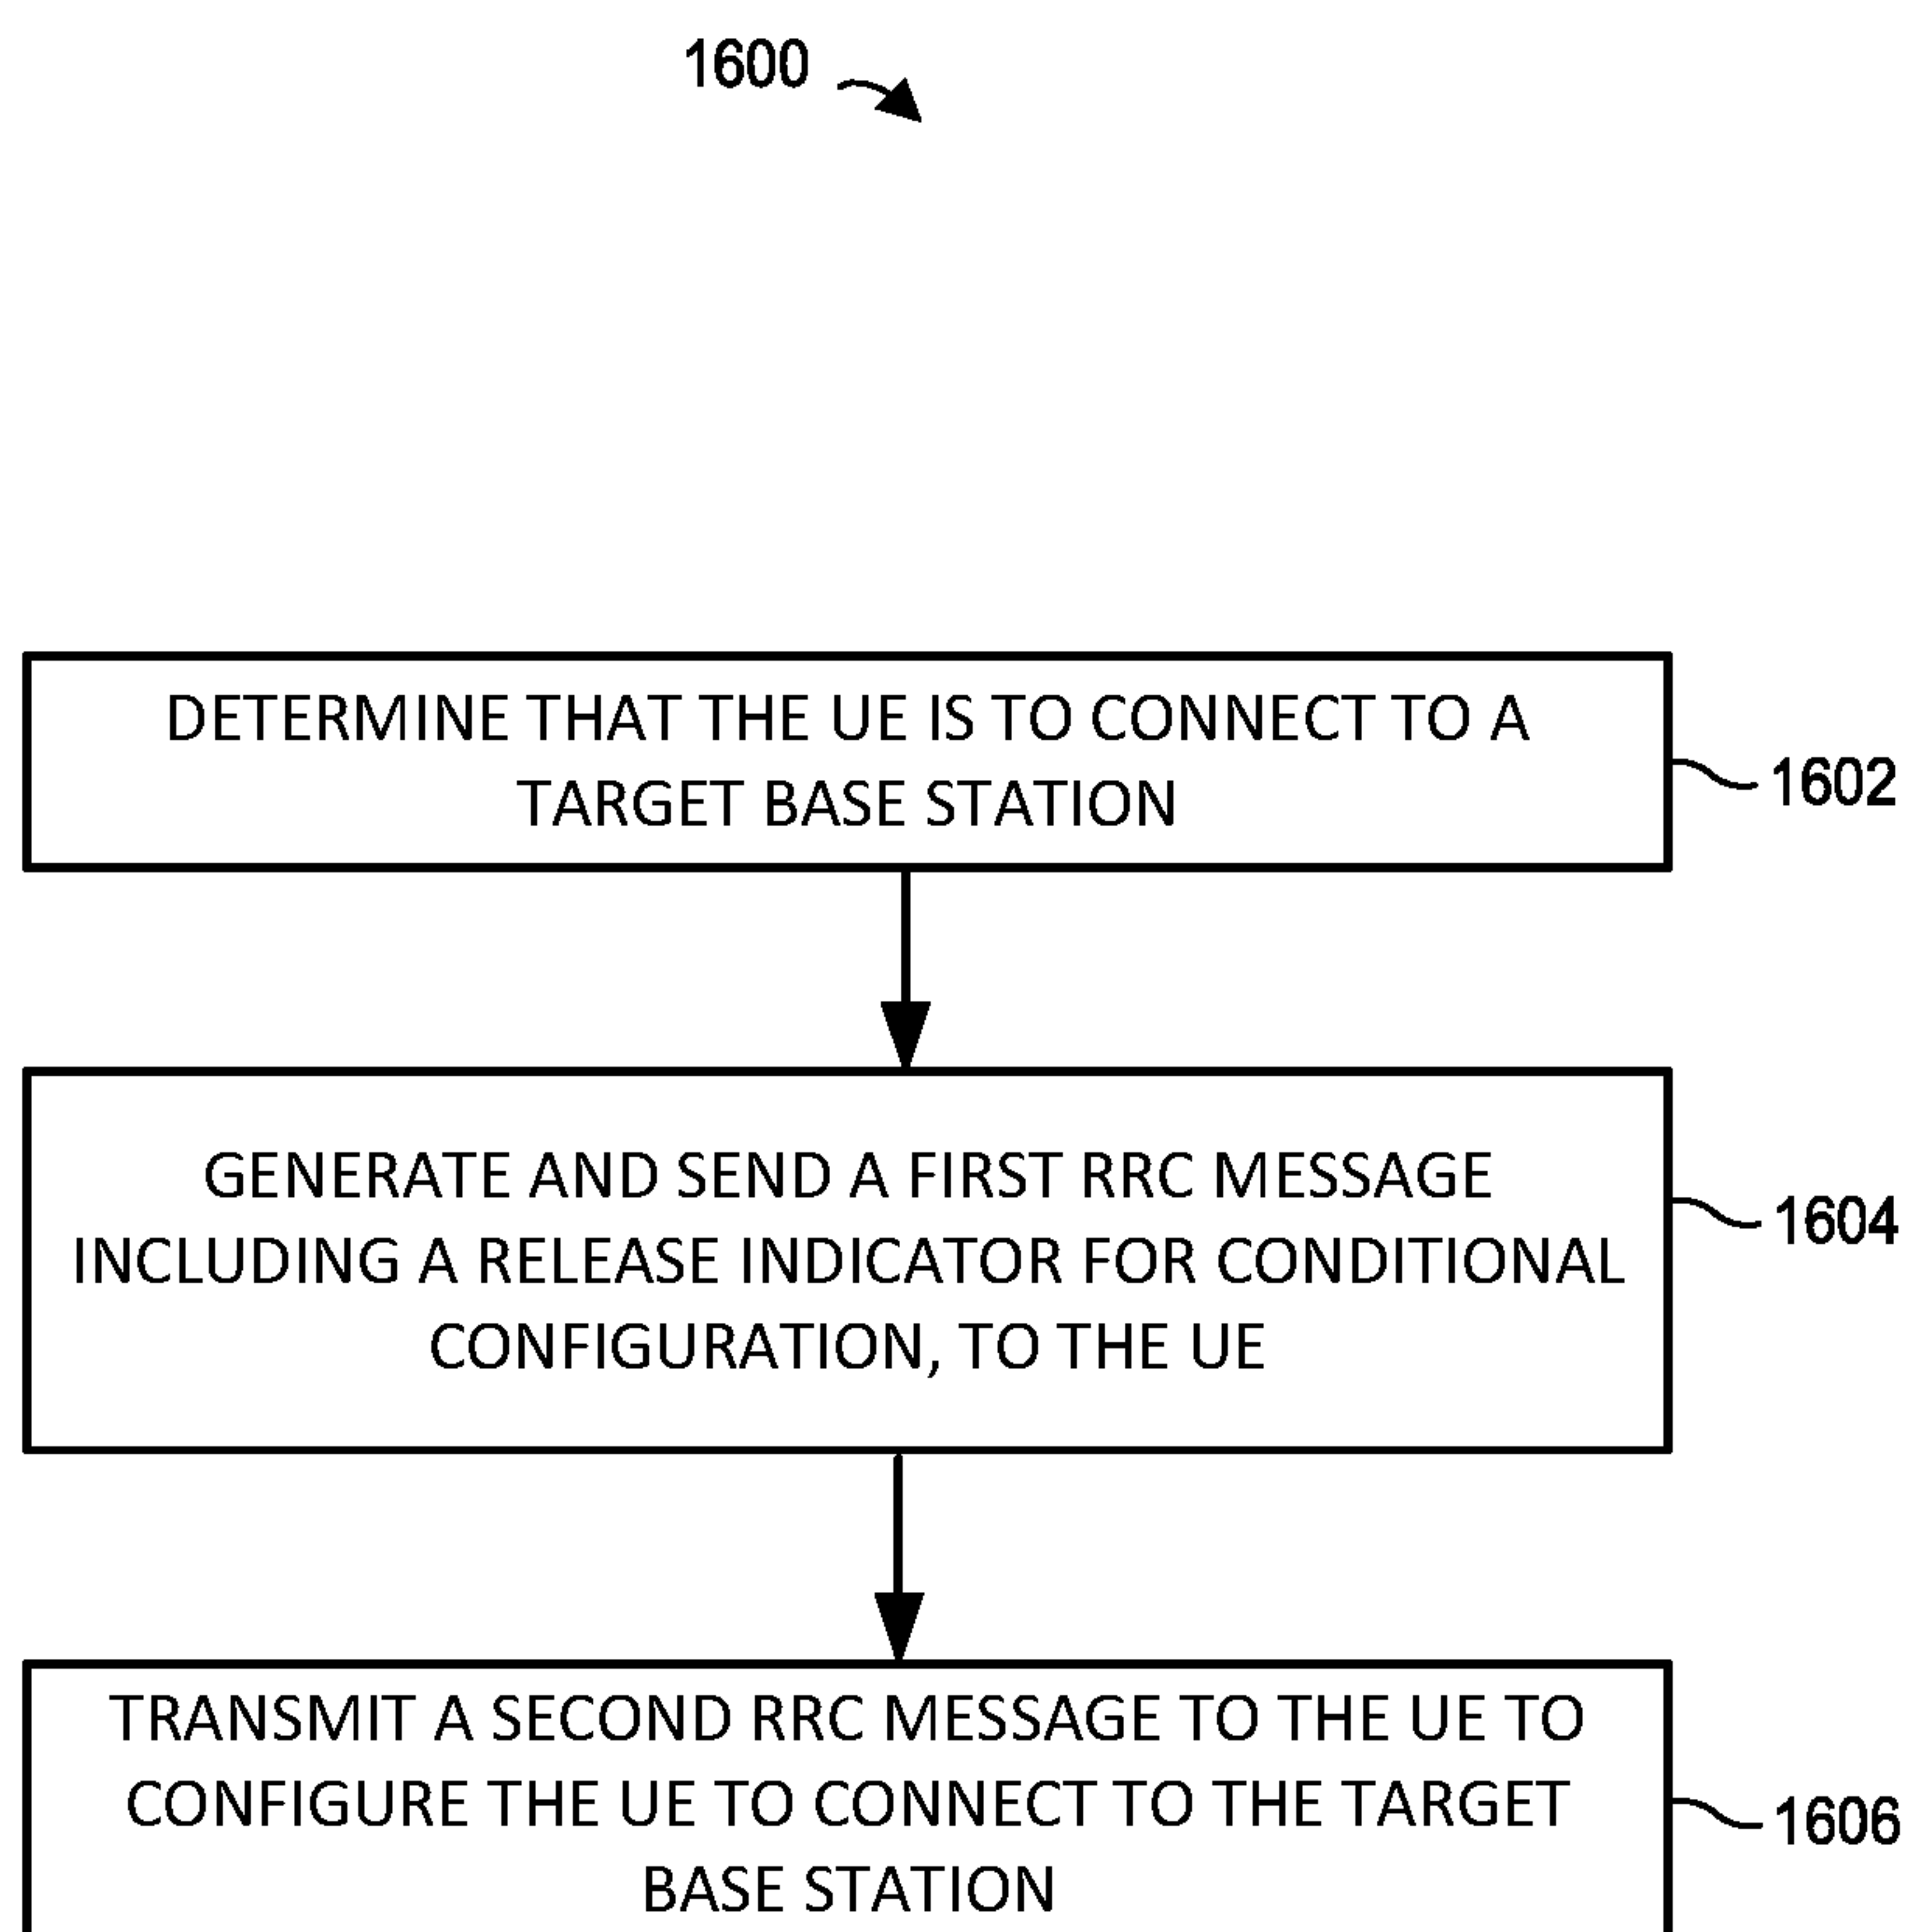 1600
DETERMINE THAT THE UE IS TO CONNECT TO A
TARGET BASE STATION
1602
GENERATE AND SEND A FIRST RRC MESSAGE
INCLUDING A RELEASE INDICATOR FOR CONDITIONAL
CONFIGURATION, TO THE UE
1604
TRANSMIT A SECOND RRC MESSAGE TO THE UE TO
CONFIGURE THE UE TO CONNECT TO THE TARGET
BASE STATION
1606